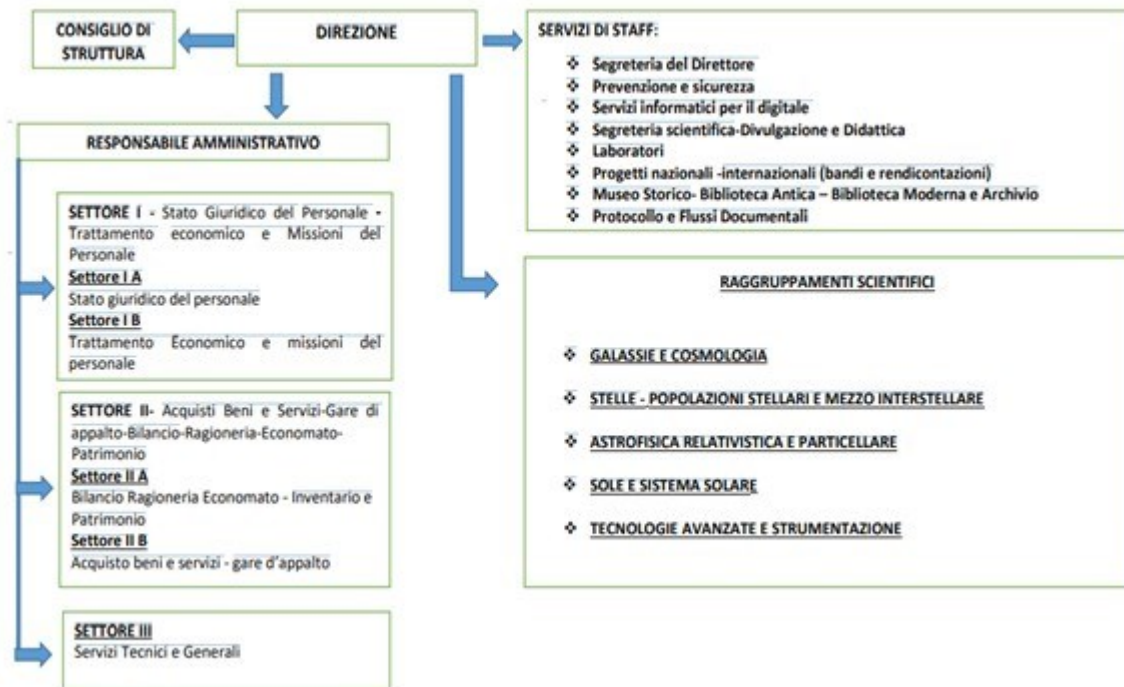 CONSIGLIO DI
STRUTTURA
DIREZIONE
SERVIZI DI STAFF:
❖ Segreteria del Direttore
❖ Prevenzione e sicurezza
❖ Servizi informatici per il digitale
❖ Segreteria scientifica-Divulgazione e Didattica
❖ Laboratori
❖ Progetti nazionali -internazionali (bandi e rendicontazioni)
❖ Museo Storico- Biblioteca Antica – Biblioteca Moderna e Archivio
❖ Protocollo e Flussi Documentali
RESPONSABILE AMMINISTRATIVO
SETTORE I - Stato Giuridico del Personale -
Trattamento economico e Missioni del
Personale
Settore I A
Stato giuridico del personale
Settore I B
Trattamento Economico e missioni del
personale
SETTORE II- Acquisti Beni e Servizi-Gare di
appalto-Bilancio-Ragioneria-Economato-
Patrimonio
Settore II A
Bilancio Ragioneria Economato - Inventario e
Patrimonio
Settore II B
Acquisto beni e servizi - gare d'appalto
SETTORE III
Servizi Tecnici e Generali
RAGGRUPPAMENTI SCIENTIFICI
❖ GALASSIE E COSMOLOGIA
❖ STELLE - POPOLAZIONI STELLARI E MEZZO INTERSTELLARE
❖ ASTROFISICA RELATIVISTICA E PARTICELLARE
❖ SOLE E SISTEMA SOLARE
❖ TECNOLOGIE AVANZATE E STRUMENTAZIONE